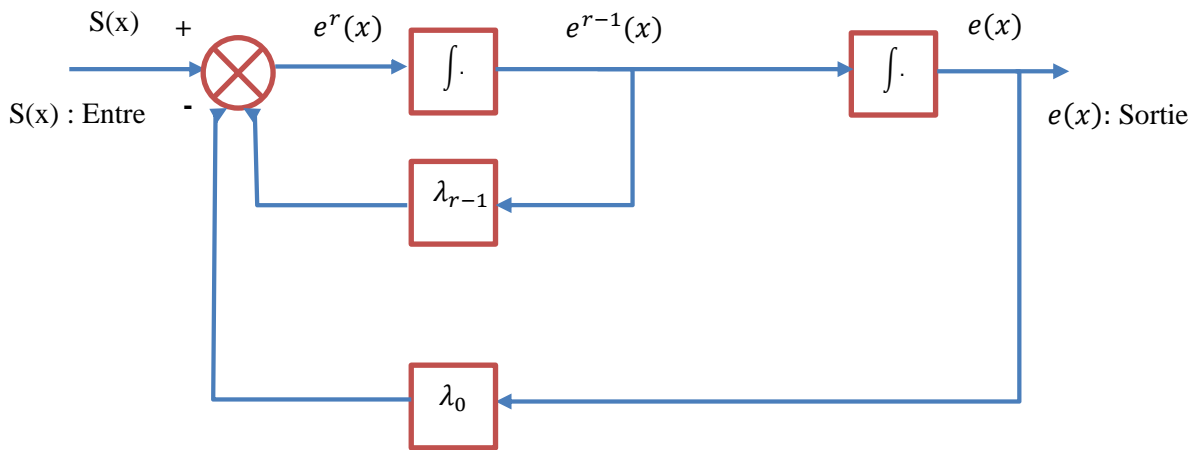 S(x)
+
e^r(x)
∫.
e^{r-1}(x)
∫.
e(x)
-
S(x) : Entre
e(x): Sortie
λ_{r-1}
λ_0